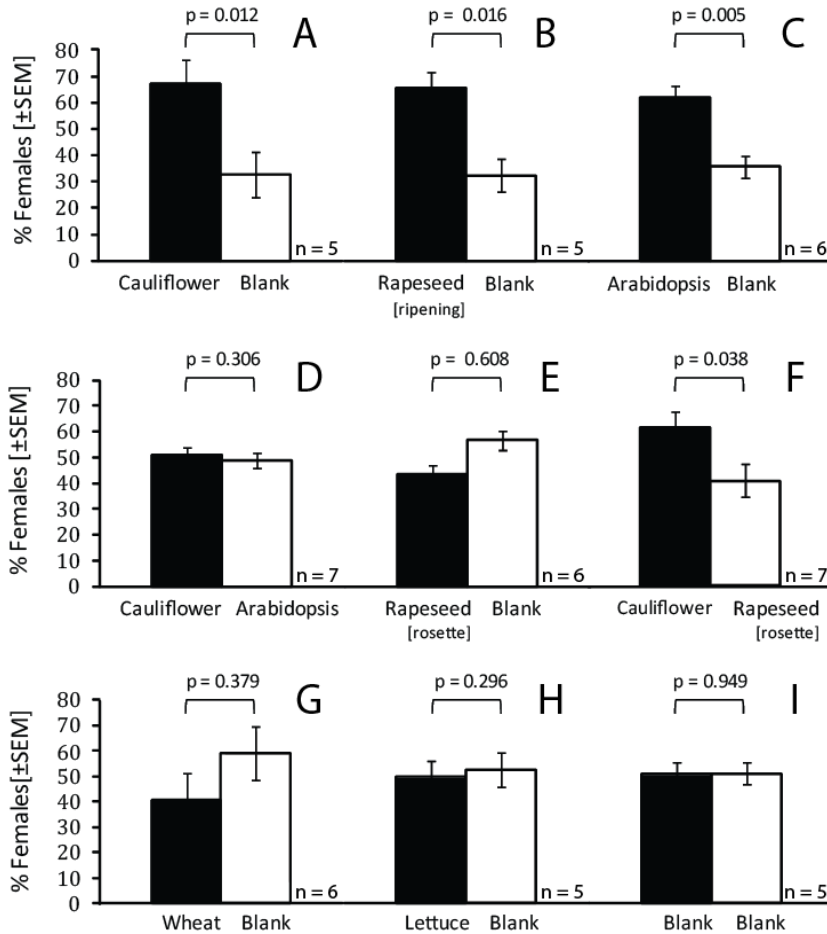 p = 0.012 A p = 0.016 B p = 0.005 C
% Females [±SEM]
80
70
60
50
40
30
20
10
0
n = 5 n = 5 n = 6
Cauliflower Blank Rapeseed Blank Arabidopsis Blank
[ripening]
p = 0.306 D p = 0.608 E p = 0.038 F
% Females [±SEM]
80
70
60
50
40
30
20
10
0
n = 7 n = 6 n = 7
Cauliflower Arabidopsis Rapeseed Blank Cauliflower Rapeseed
[rosette] [rosette]
p = 0.379 G p = 0.296 H p = 0.949 I
% Females[±SEM]
80
70
60
50
40
30
20
10
0
n = 6 n = 5 n = 5
Wheat Blank Lettuce Blank Blank Blank